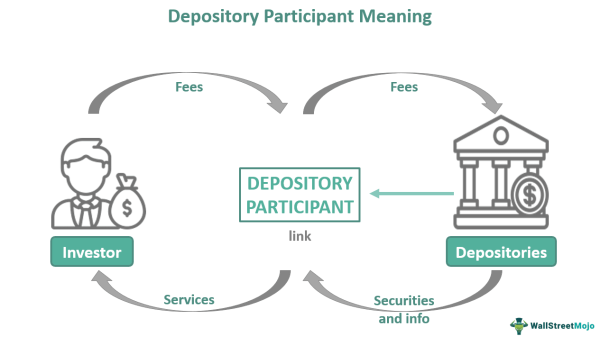 Depository Participant Meaning
Fees
Fees
$
$
DEPOSITORY
PARTICIPANT
link
Investor
Depositories
Services
Securities
and info
WallStreetMojo